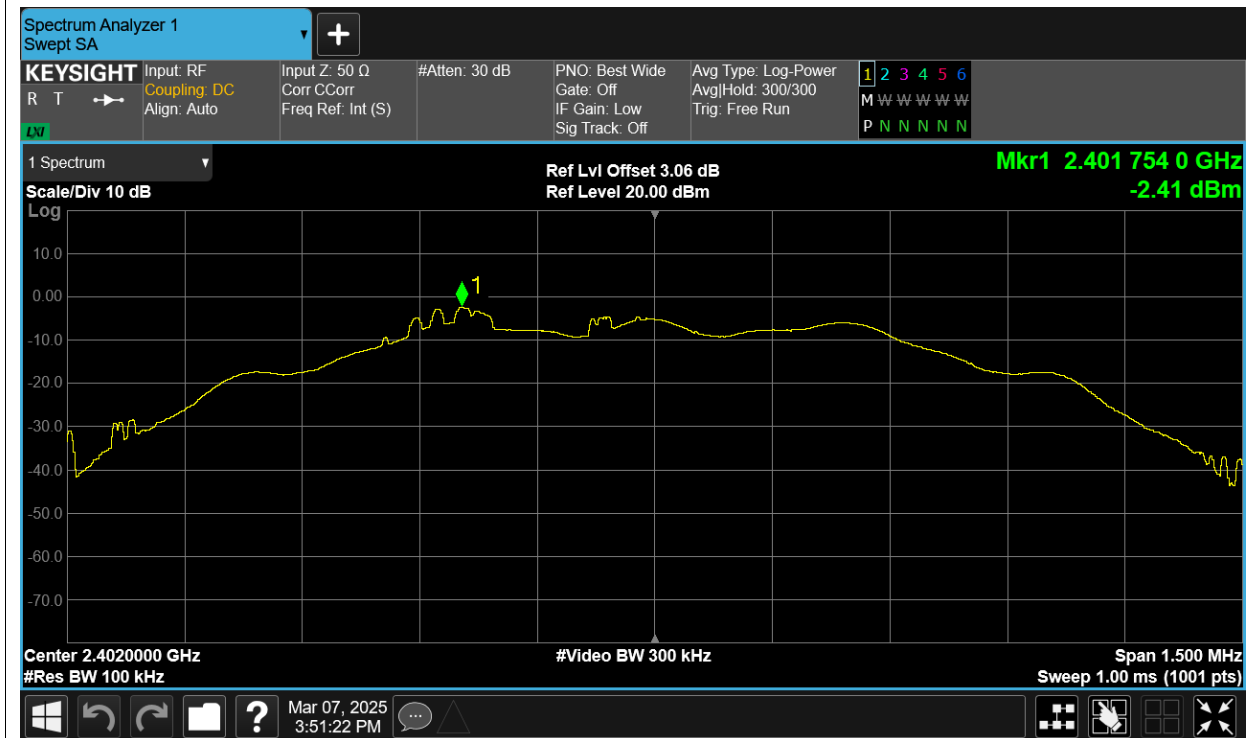 Spectrum Analyzer 1
Swept SA
KEYSIGHT
R T
LXI
Input: RF
Coupling: DC
Align: Auto
Input Z: 50 Ω
Corr CCorr
Freq Ref: Int (S)
#Atten: 30 dB
PNO: Best Wide
Gate: Off
IF Gain: Low
Sig Track: Off
Avg Type: Log-Power
Avg|Hold: 300/300
Trig: Free Run
1 2 3 4 5 6
M W W W W W
P N N N N N
1 Spectrum
Scale/Div 10 dB
Ref Lvl Offset 3.06 dB
Ref Level 20.00 dBm
Mkr1 2.401 754 0 GHz
-2.41 dBm
Log
10.0
0.00
-10.0
-20.0
-30.0
-40.0
-50.0
-60.0
-70.0
1
Center 2.4020000 GHz
#Res BW 100 kHz
#Video BW 300 kHz
Span 1.500 MHz
Sweep 1.00 ms (1001 pts)
?
Mar 07, 2025
3:51:22 PM